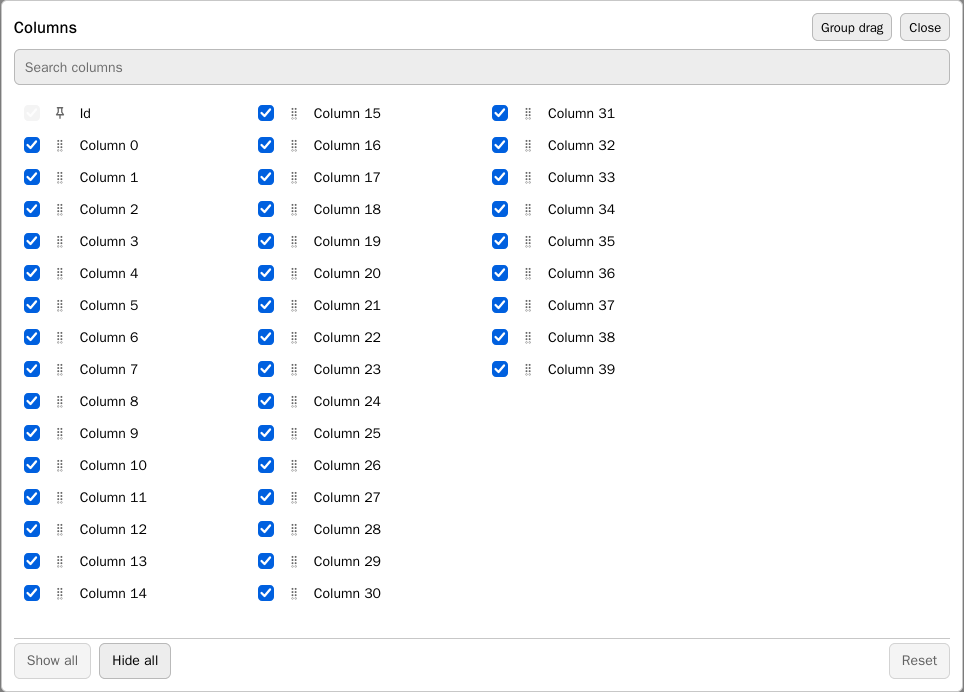 Columns
Group drag
Close
Search columns
Id
Column 0
Column 1
Column 2
Column 3
Column 4
Column 5
Column 6
Column 7
Column 8
Column 9
Column 10
Column 11
Column 12
Column 13
Column 14
Column 15
Column 16
Column 17
Column 18
Column 19
Column 20
Column 21
Column 22
Column 23
Column 24
Column 25
Column 26
Column 27
Column 28
Column 29
Column 30
Column 31
Column 32
Column 33
Column 34
Column 35
Column 36
Column 37
Column 38
Column 39
Show all
Hide all
Reset